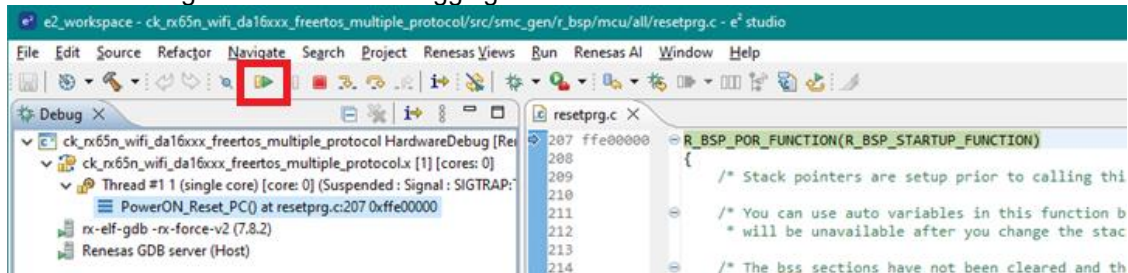 e2_workspace - ck_rx65n_wifi_da16xxx_freertos_multiple_protocol/src/smc_gen/r_bsp/mcu/all/resetprg.c - e² studio
File Edit Source Refactor Navigate Search Project Renesas Views Run Renesas AI Window Help
Debug
resetprg.c
ck_rx65n_wifi_da16xxx_freertos_multiple_protocol HardwareDebug [Re
207 ffe00000 R_BSP_POR_FUNCTION(R_BSP_STARTUP_FUNCTION)
ck_rx65n_wifi_da16xxx_freertos_multiple_protocol.x [1] [cores: 0]
208 {
Thread #1 1 (single core) [core: 0] (Suspended : Signal : SIGTRAP:
209 /* Stack pointers are setup prior to calling thi
PowerON_Reset_PC() at resetprg.c:207 0xffe00000
210
rx-elf-gdb -rx-force-v2 (7.8.2)
211 /* You can use auto variables in this function b
212 * will be unavailable after you change the stac
Renesas GDB server (Host)
213
214 /* The bss sections have not been cleared and th